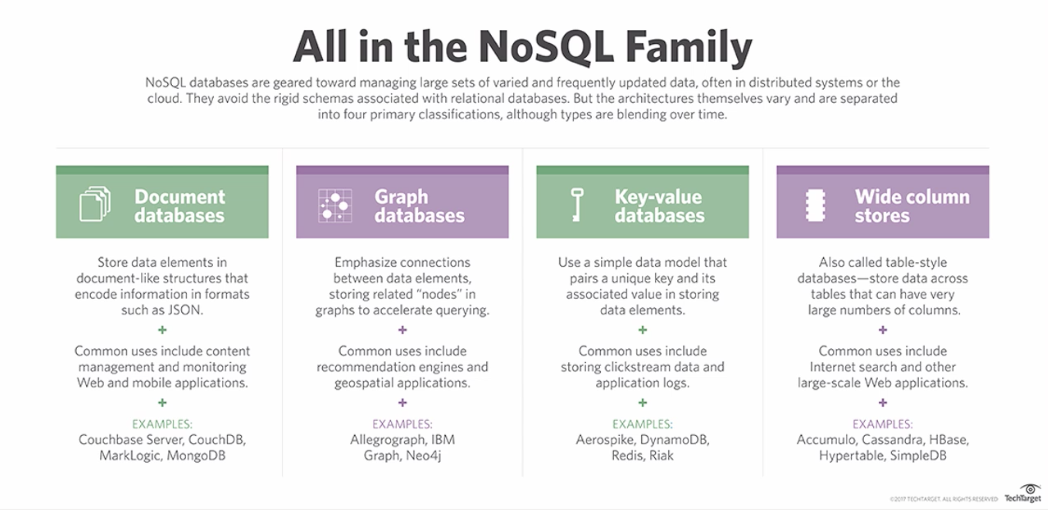 All in the NoSQL Family
NoSQL databases are geared toward managing large sets of varied and frequently updated data, often in distributed systems or the
cloud. They avoid the rigid schemas associated with relational databases. But the architectures themselves vary and are separated
into four primary classifications, although types are blending over time.
Document
databases
Store data elements in
document-like structures that
encode information in formats
such as JSON.
+
Common uses include content
management and monitoring
Web and mobile applications.
+
EXAMPLES:
Couchbase Server, CouchDB,
MarkLogic, MongoDB
Graph
databases
Emphasize connections
between data elements,
storing related “nodes” in
graphs to accelerate querying.
+
Common uses include
recommendation engines and
geospatial applications.
+
EXAMPLES:
Allegrograph, IBM
Graph, Neo4j
Key-value
databases
Use a simple data model that
pairs a unique key and its
associated value in storing
data elements.
+
Common uses include
storing clickstream data and
application logs.
+
EXAMPLES:
Aerospike, DynamoDB,
Redis, Riak
Wide column
stores
Also called table-style
databases—store data across
tables that can have very
large numbers of columns.
+
Common uses include
Internet search and other
large-scale Web applications.
+
EXAMPLES:
Accumulo, Cassandra, HBase,
Hypertable, SimpleDB
©2017 TECHTARGET. ALL RIGHTS RESERVED
TechTarget